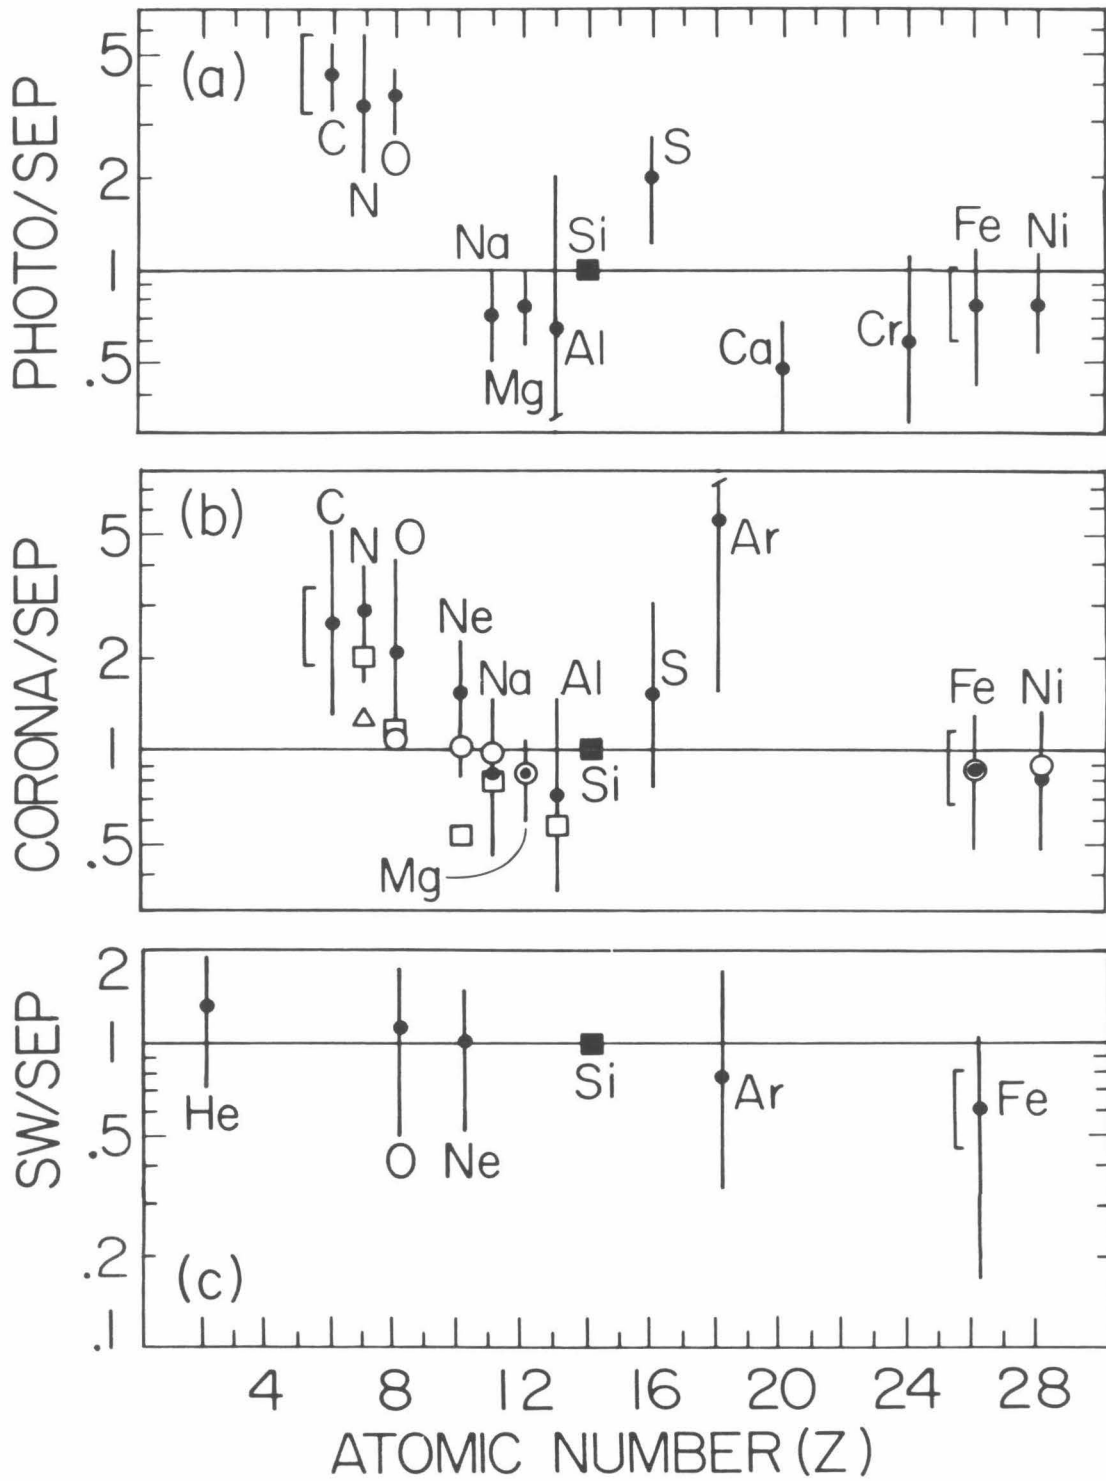 PHOTO/SEP
5
2
1
.5
(a)
C
N
O
Na
Mg
Al
Si
S
Ca
Cr
Fe
Ni
CORONA/SEP
5
2
1
.5
(b)
C
N
O
Ne
Na
Mg
Al
Si
S
Ar
Fe
Ni
SW/SEP
2
1
.5
.2
.1
(c)
He
O
Ne
Si
Ar
Fe
4 8 12 16 20 24 28
ATOMIC NUMBER (Z)